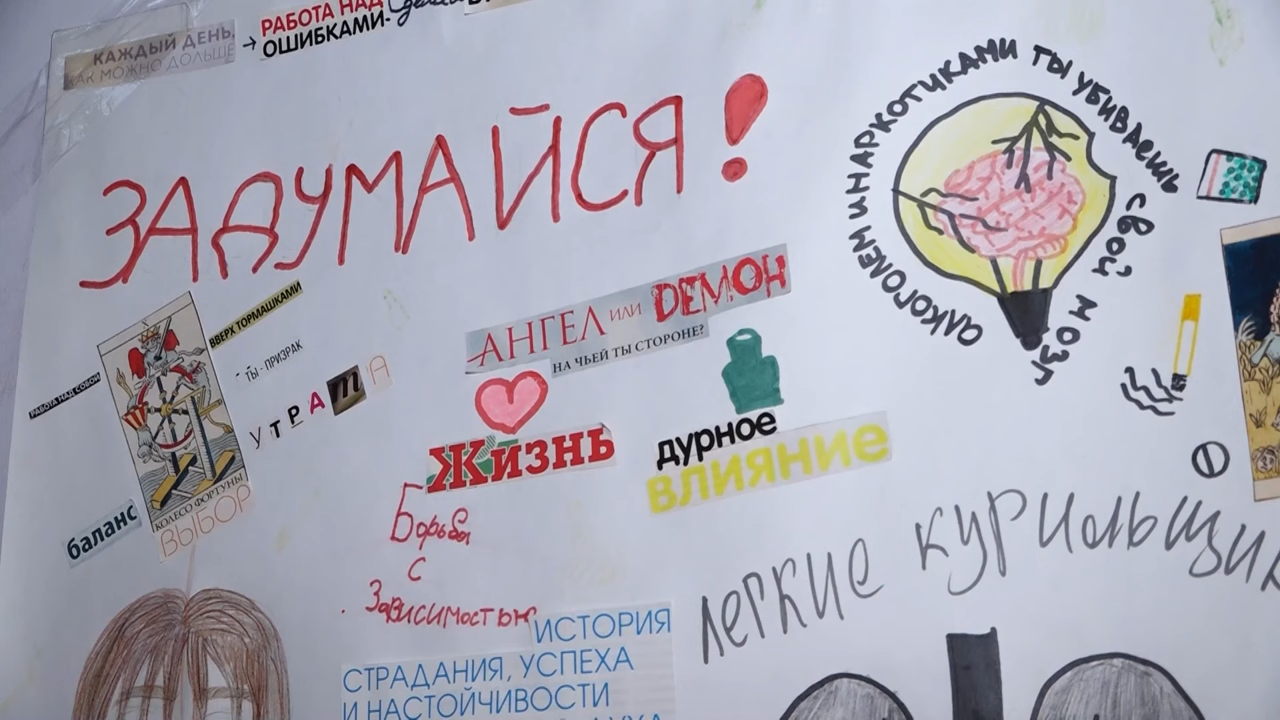 КАЖДЫЙ ДЕНЬ,
КАК МОЖНО ДОЛЬШЕ
РАБОТА НАД
ОШИБКАМИ-
ЗАДУМАЙСЯ!
АЛКОГОЛЕМ И НАРКОТИКАМИ ТЫ УБИВАЕШЬ СВОЙ МОЗГ
ВВЕРХ ТОРМАШКАМИ
ТЫ - ПРИЗРАК
РАБОТА НАД СОБОЙ
УТРАТА
КОЛЕСО ФОРТУНЫ
баланс
ВЫБОР
АНГЕЛ ИЛИ DEMOН
НА ЧЬЕЙ ТЫ СТОРОНЕ?
Жизнь
дурное
влияние
Борьба
с
Зависимостью
ИСТОРИЯ
СТРАДАНИЯ, УСПЕХА
И НАСТОЙЧИВОСТИ
ЛЕГКИЕ КУРИЛЬЩИК